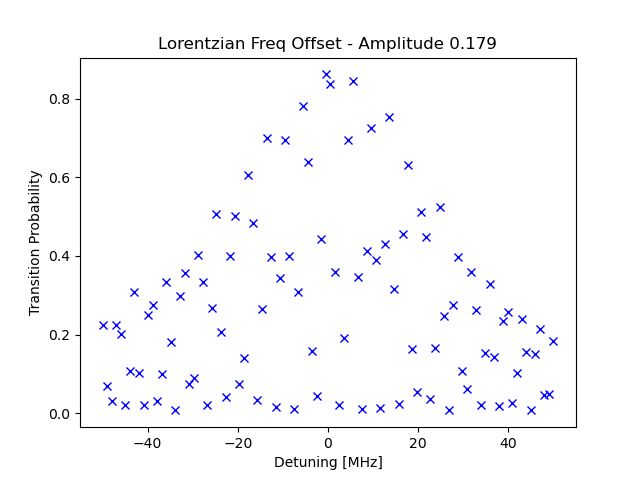 Lorentzian Freq Offset - Amplitude 0.179
Transition Probability
0.8
0.6
0.4
0.2
0.0
−40 −20 0 20 40
Detuning [MHz]